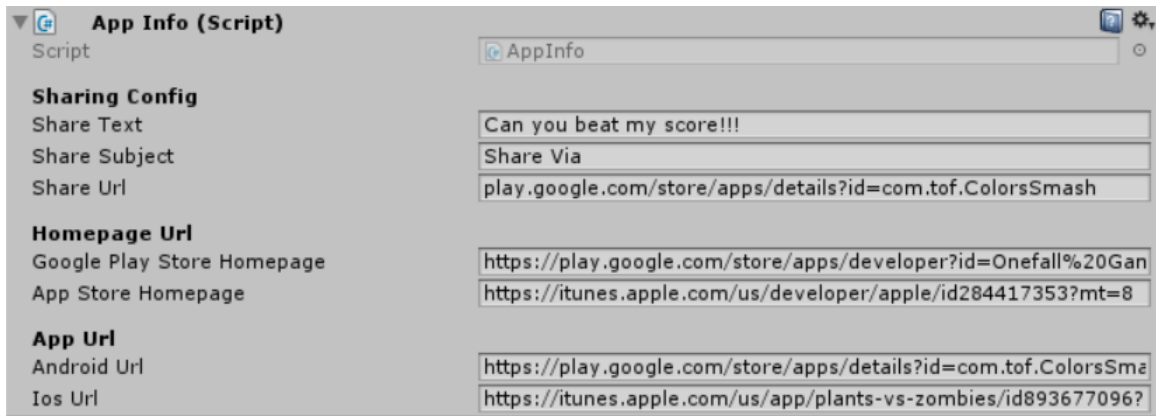 App Info (Script)
Script AppInfo
Sharing Config
Share Text Can you beat my score!!!
Share Subject Share Via
Share Url play.google.com/store/apps/details?id=com.tof.ColorsSmash
Homepage Url
Google Play Store Homepage https://play.google.com/store/apps/developer?id=Onefall%20Gan
App Store Homepage https://itunes.apple.com/us/developer/apple/id284417353?mt=8
App Url
Android Url https://play.google.com/store/apps/details?id=com.tof.ColorsSma
Ios Url https://itunes.apple.com/us/app/plants-vs-zombies/id893677096?